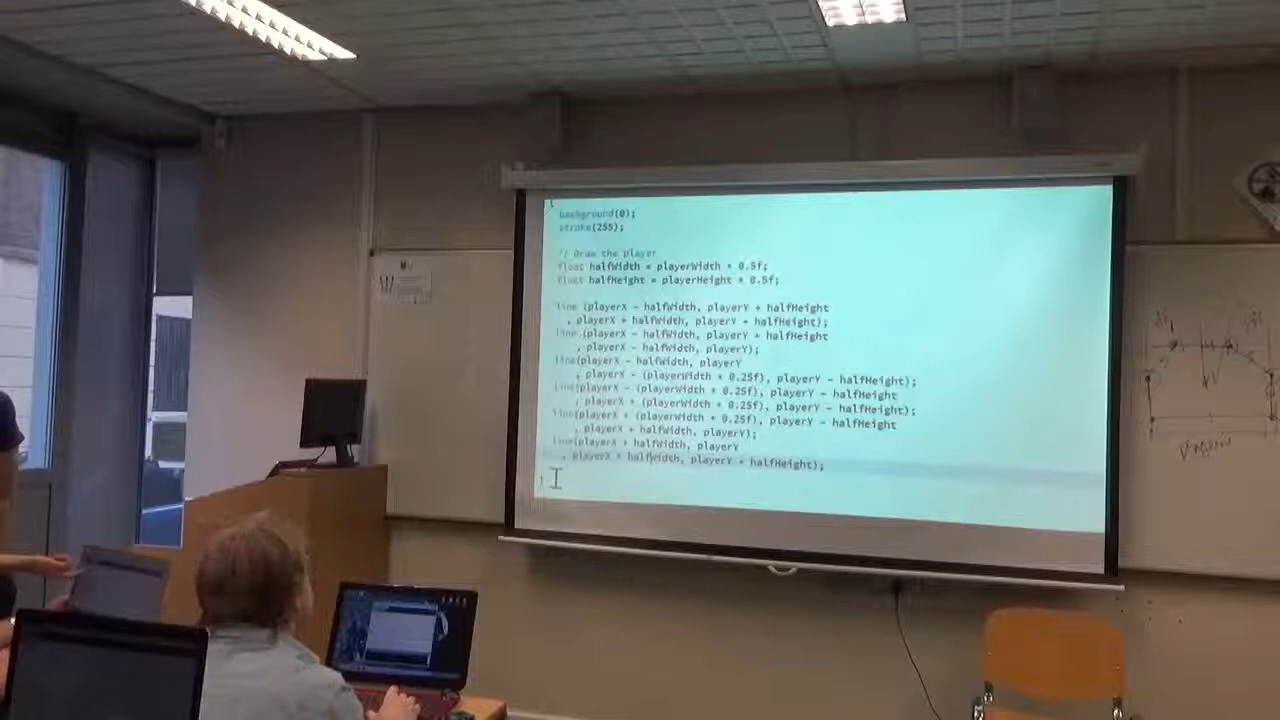 {
background(0);
stroke(255);
// Draw the player
float halfWidth = playerWidth * 0.5f;
float halfHeight = playerHeight * 0.5f;
line (playerX - halfWidth, playerY + halfHeight
, playerX + halfWidth, playerY + halfHeight);
line (playerX - halfWidth, playerY + halfHeight
, playerX - halfWidth, playerY);
line(playerX - halfWidth, playerY
, playerX - (playerWidth * 0.25f), playerY - halfHeight);
line(playerX - (playerWidth * 0.25f), playerY - halfHeight
, playerX + (playerWidth * 0.25f), playerY - halfHeight);
line(playerX + (playerWidth * 0.25f), playerY - halfHeight
, playerX + halfWidth, playerY);
line(playerX + halfWidth, playerY
, playerX + halfWidth, playerY + halfHeight);
}